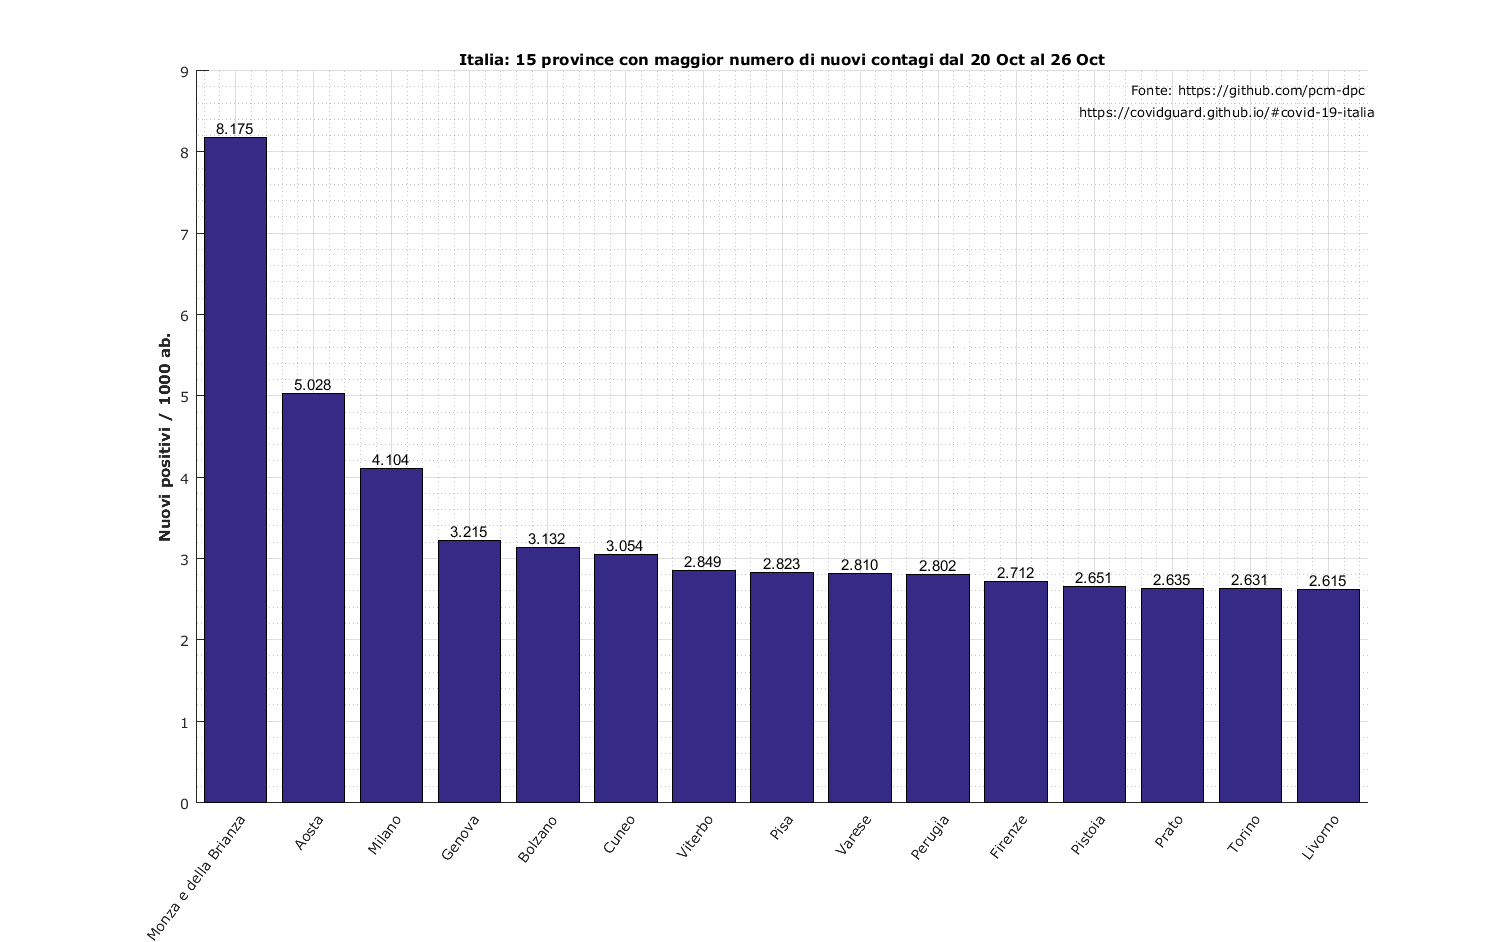 Italia: 15 province con maggior numero di nuovi contagi dal 20 Oct al 26 Oct
Fonte: https://github.com/pcm-dpc
https://covidguard.github.io/#covid-19-italia
Nuovi positivi / 1000 ab.
9
8
7
6
5
4
3
2
1
0
8.175
5.028
4.104
3.215
3.132
3.054
2.849
2.823
2.810
2.802
2.712
2.651
2.635
2.631
2.615
Monza e della Brianza
Aosta
Milano
Genova
Bolzano
Cuneo
Viterbo
Pisa
Varese
Perugia
Firenze
Pistoia
Prato
Torino
Livorno